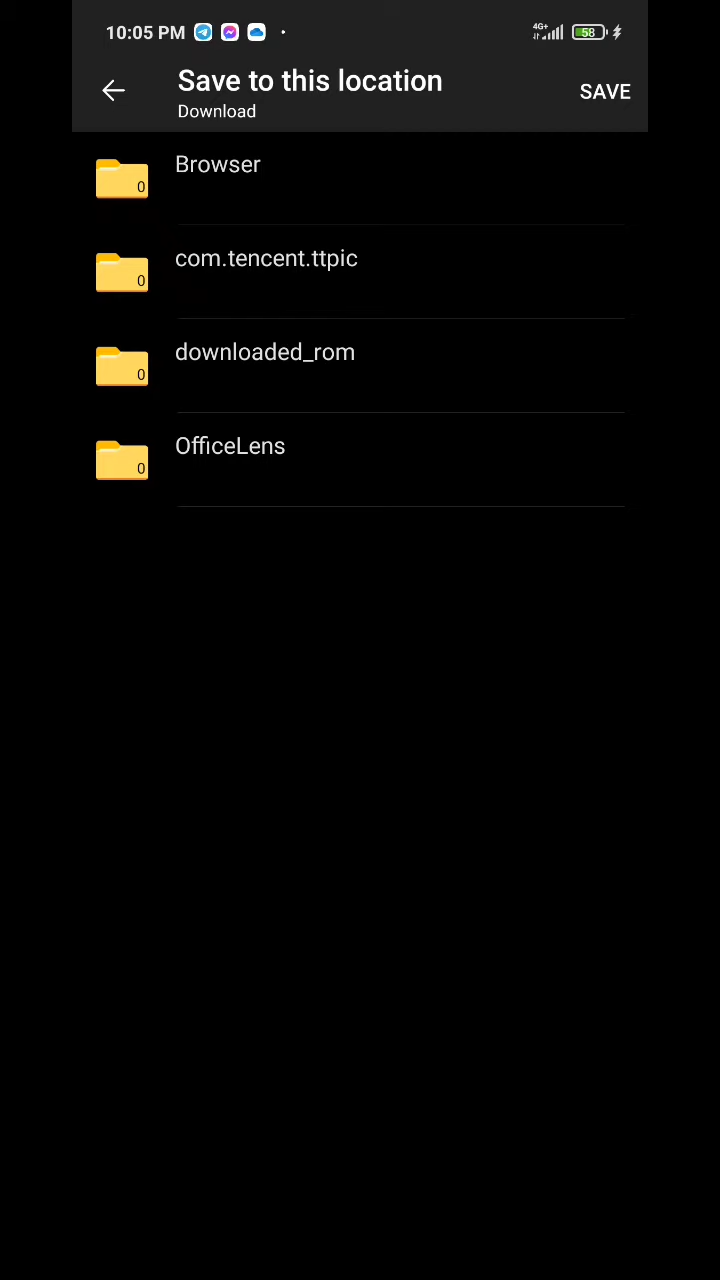 10:05 PM
4G+
58
Save to this location
Download
SAVE
Browser
0
com.tencent.ttpic
0
downloaded_rom
0
OfficeLens
0